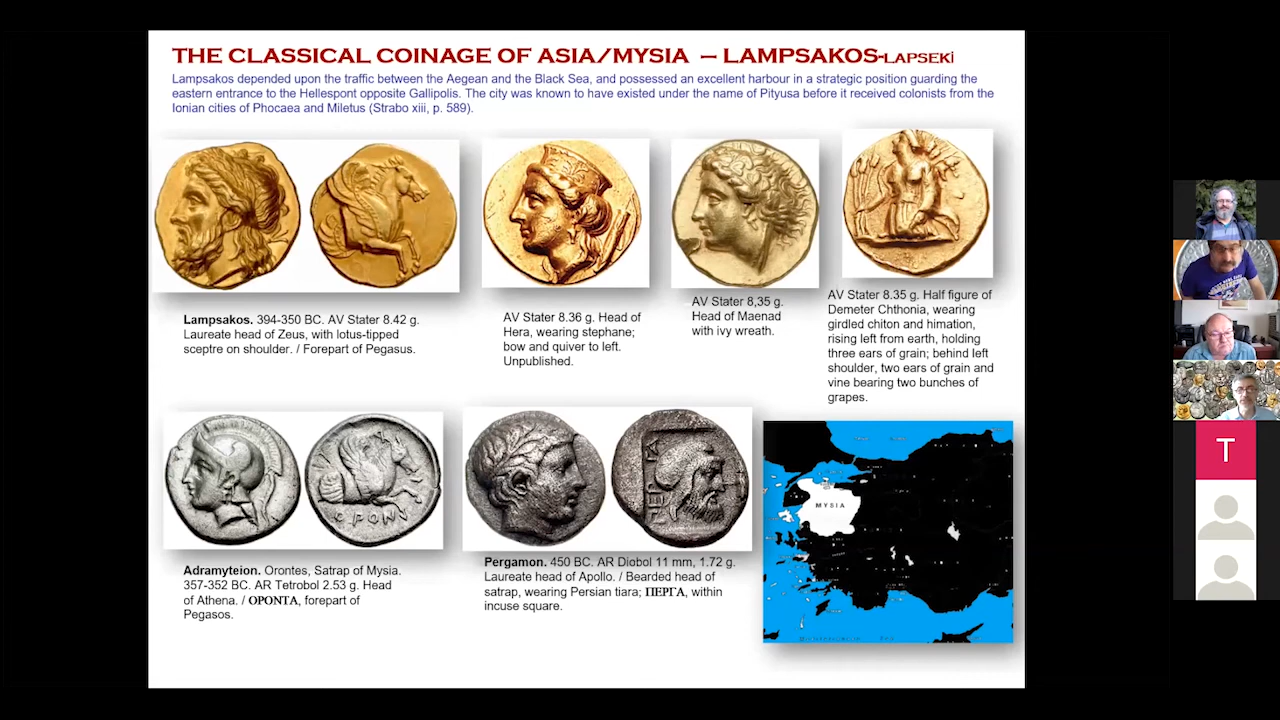 THE CLASSICAL COINAGE OF ASIA/MYSIA – LAMPSAKOS-LAPSEKİ
Lampsakos depended upon the traffic between the Aegean and the Black Sea, and possessed an excellent harbour in a strategic position guarding the
eastern entrance to the Hellespont opposite Gallipolis. The city was known to have existed under the name of Pityusa before it received colonists from the
Ionian cities of Phocaea and Miletus (Strabo xiii, p. 589).
Lampsakos. 394-350 BC. AV Stater 8.42 g.
Laureate head of Zeus, with lotus-tipped
sceptre on shoulder. / Forepart of Pegasus.
AV Stater 8.36 g. Head of
Hera, wearing stephane;
bow and quiver to left.
Unpublished.
AV Stater 8,35 g.
Head of Maenad
with ivy wreath.
AV Stater 8.35 g. Half figure of
Demeter Chthonia, wearing
girdled chiton and himation,
rising left from earth, holding
three ears of grain; behind left
shoulder, two ears of grain and
vine bearing two bunches of
grapes.
Adramyteion. Orontes, Satrap of Mysia.
357-352 BC. AR Tetrobol 2.53 g. Head
of Athena. / ΟΡΟΝΤΑ, forepart of
Pegasos.
Pergamon. 450 BC. AR Diobol 11 mm, 1.72 g.
Laureate head of Apollo. / Bearded head of
satrap, wearing Persian tiara; ΠΕΡΓΑ, within
incuse square.
MYSIA
T